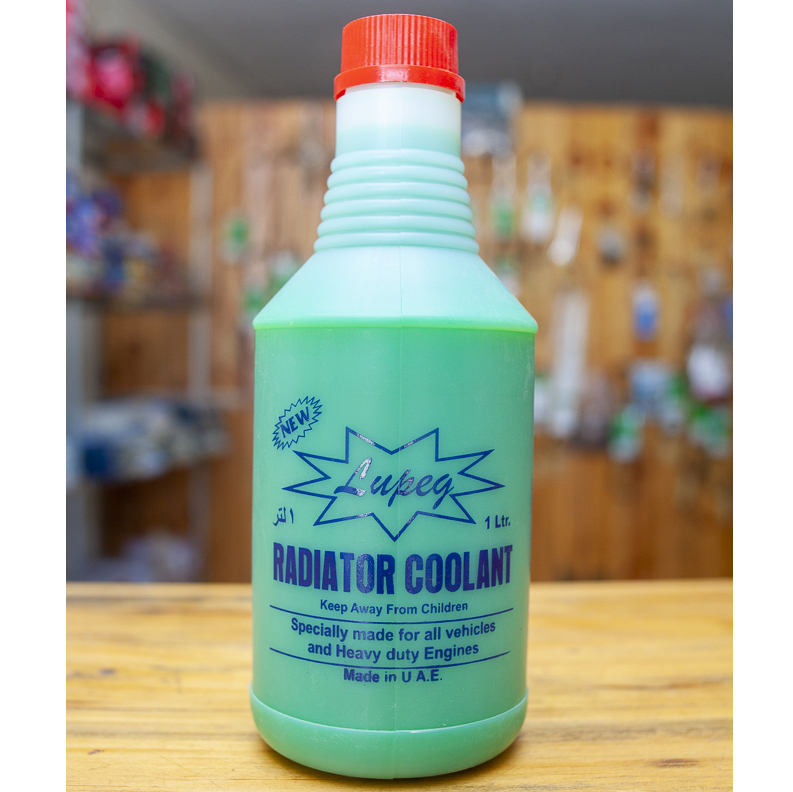 NEW
Lupeg
١ لتر
1 Ltr.
RADIATOR COOLANT
Keep Away From Children
Specially made for all vehicles
and Heavy duty Engines
Made in U A.E.